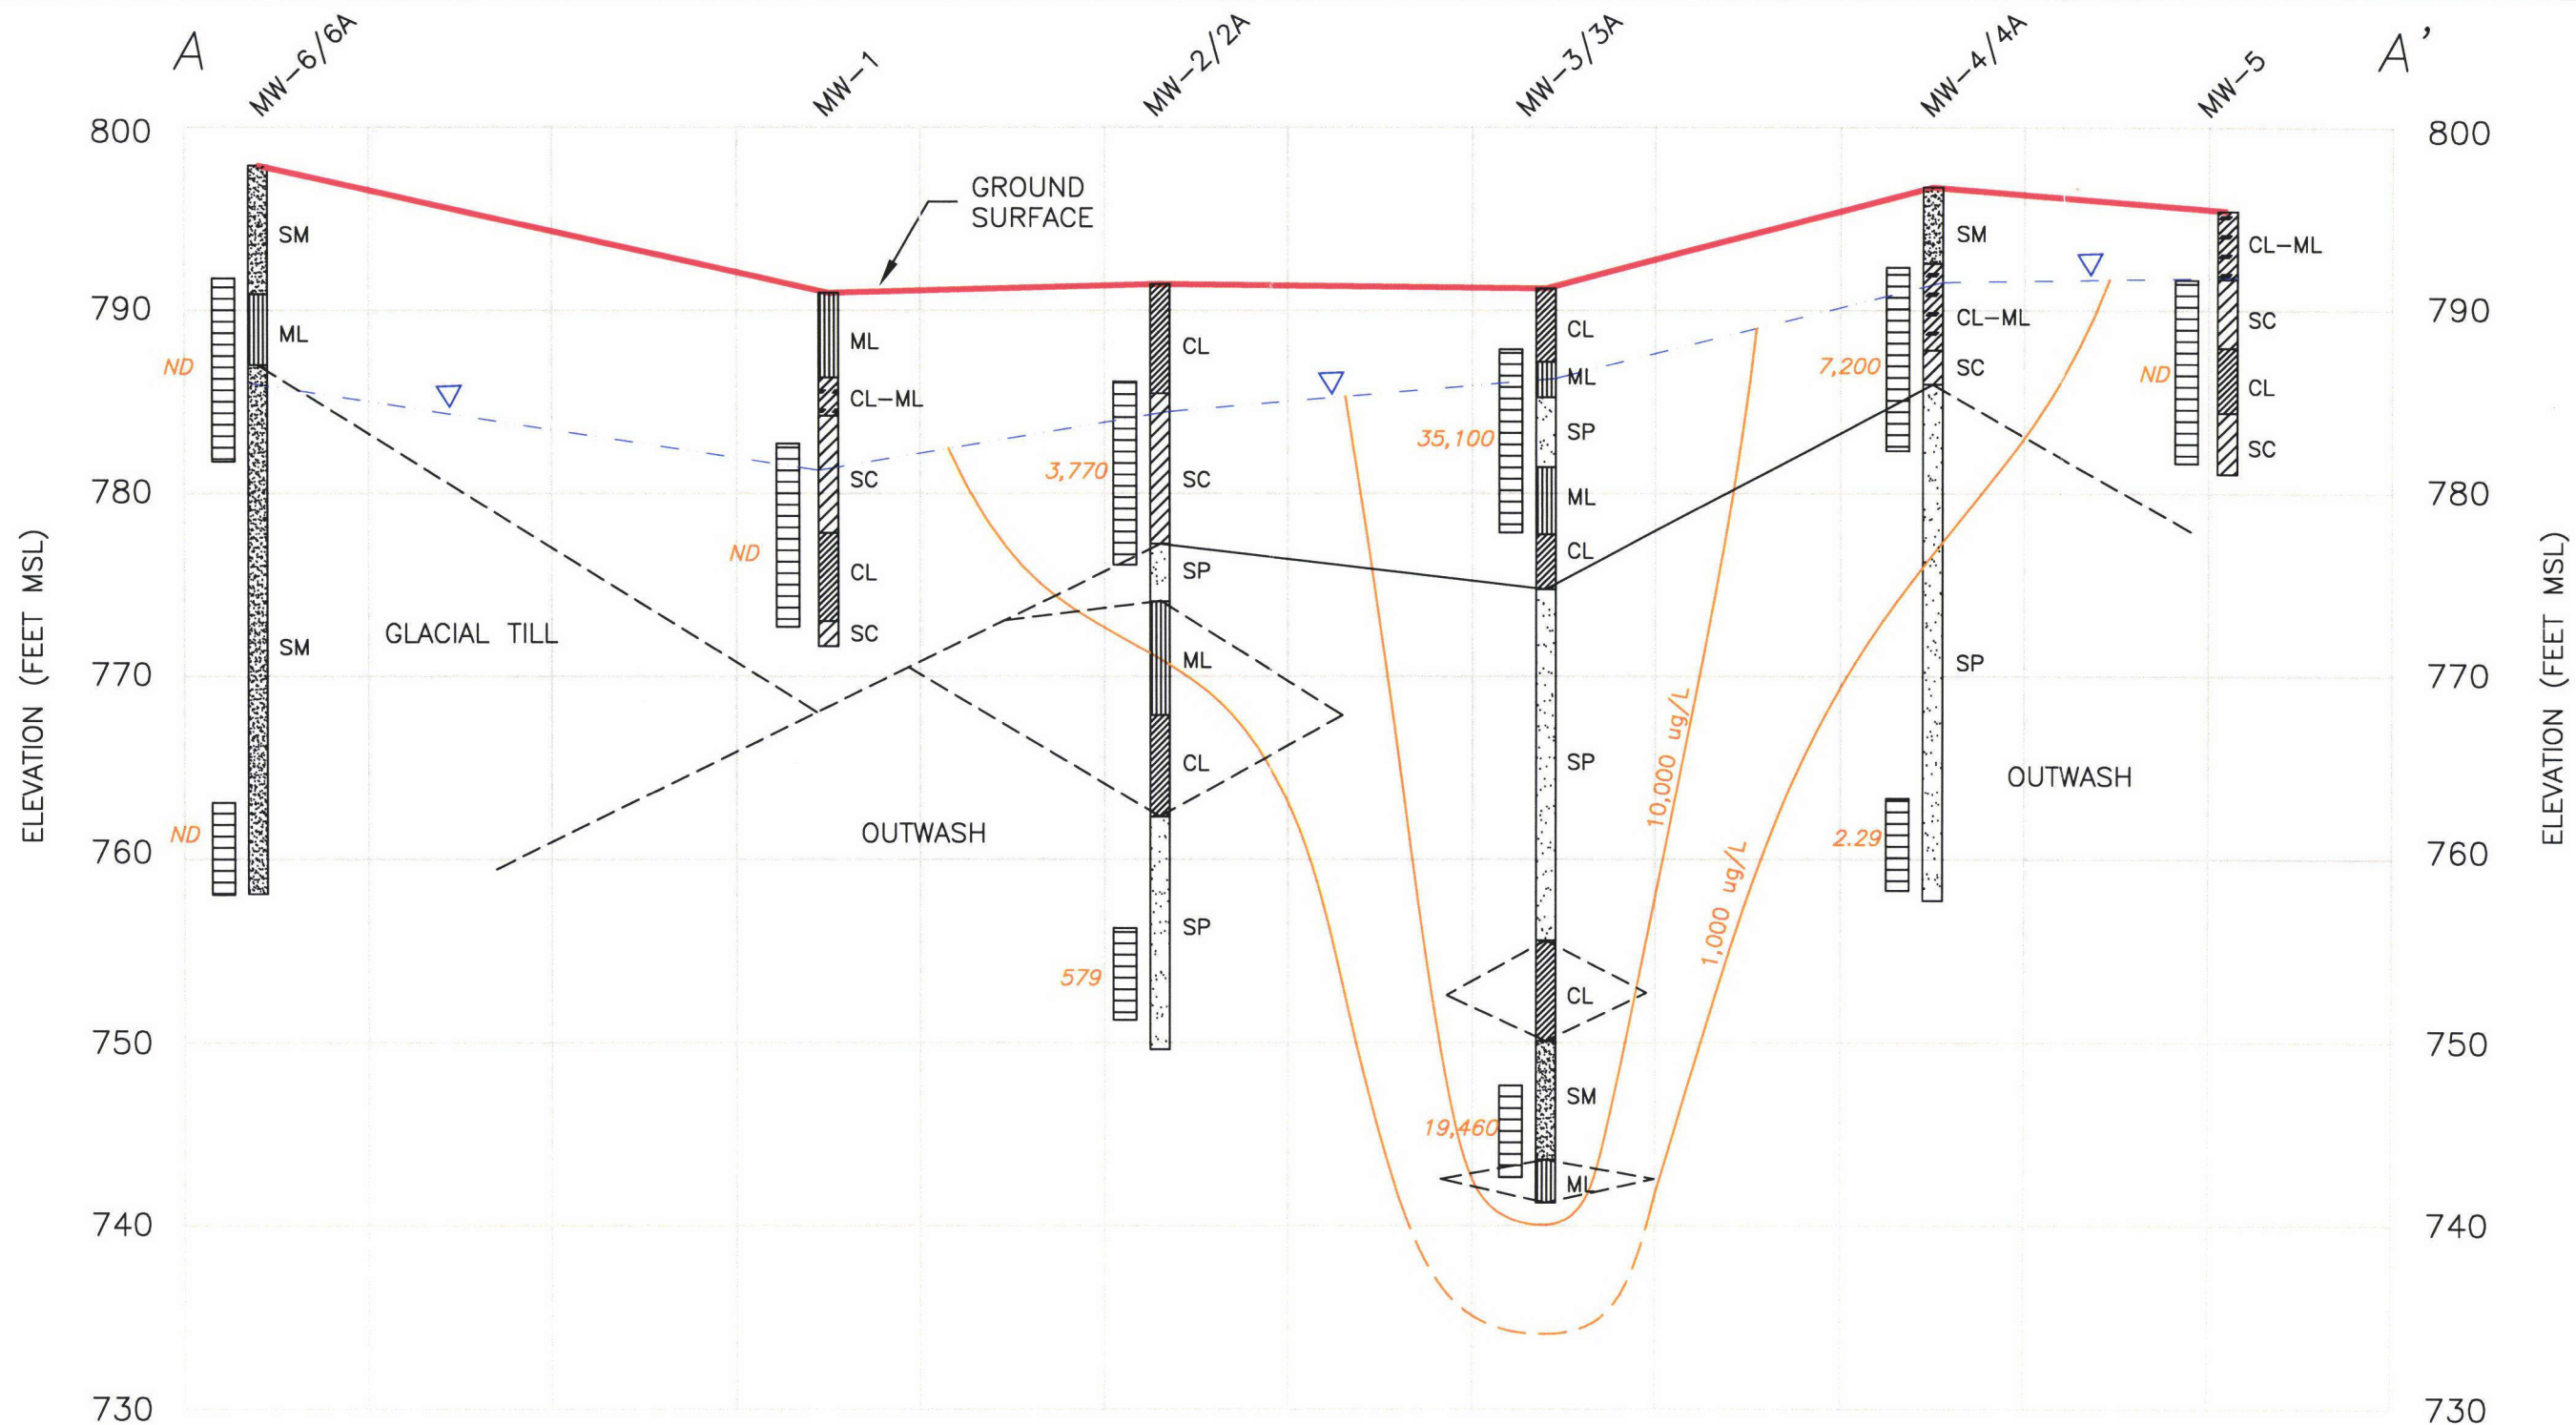 A
MW-6/6A
MW-1
MW-2/2A
MW-3/3A
MW-4/4A
MW-5
A'
800
800
GROUND
SURFACE
SM
SM
CL-ML
790
790
ML
ML
CL
CL
CL-ML
SC
ND
CL-ML
ML
7,200
SC
ND
CL
35,100
SP
3,770
SC
SC
SC
780
780
ML
ND
CL
SP
CL
GLACIAL TILL
SC
SM
770
770
ML
SP
CL
SP
10,000 ug/L
OUTWASH
ND
OUTWASH
2.29
760
760
1,000 ug/L
SP
579
CL
750
750
SM
19,460
ML
740
740
730
730
ELEVATION (FEET MSL)
ELEVATION (FEET MSL)